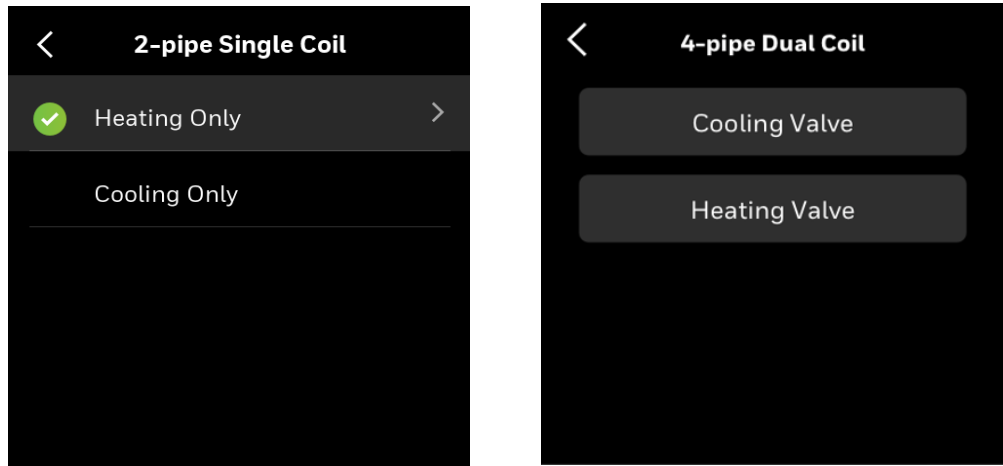 2-pipe Single Coil
Heating Only
Cooling Only
4-pipe Dual Coil
Cooling Valve
Heating Valve